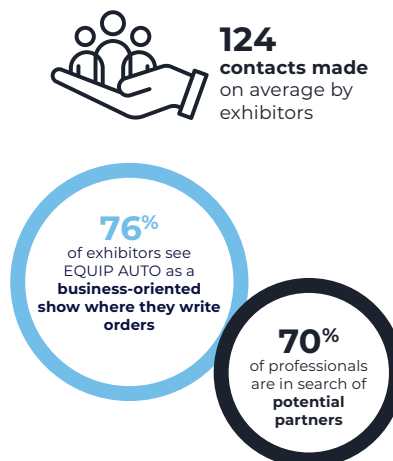 124
contacts made
on average by
exhibitors
76%
of exhibitors see
EQUIP AUTO as a
business-oriented
show where they write
orders
70%
of professionals
are in search of
potential
partners